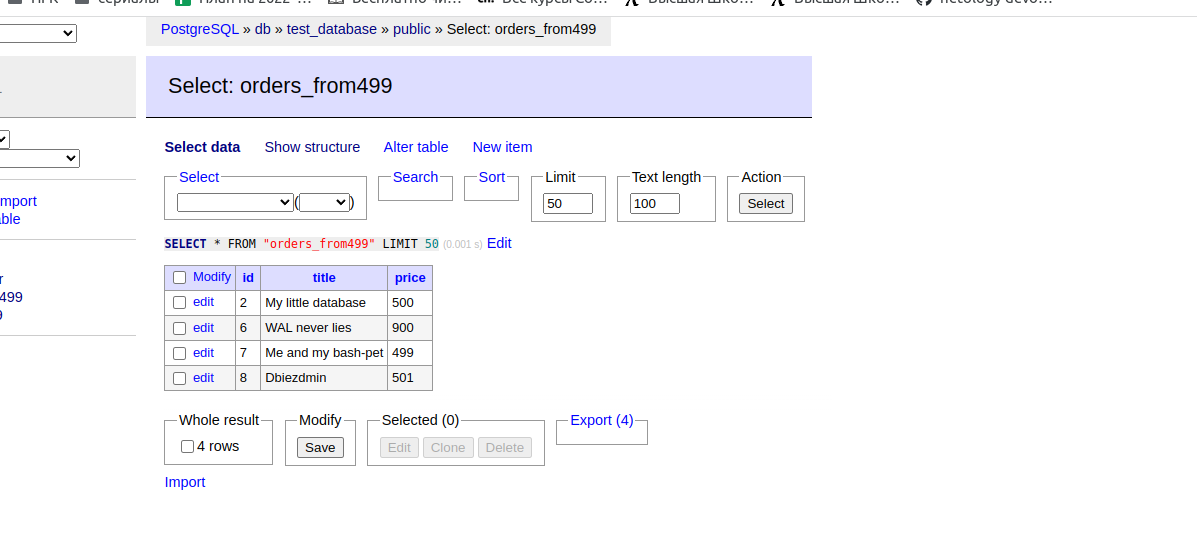 PostgreSQL » db » test_database » public » Select: orders_from499
Select: orders_from499
mport
able
r
499
9
Select data Show structure Alter table New item
Select Search Sort Limit Text length Action
( ) 50 100 Select
SELECT * FROM "orders_from499" LIMIT 50 (0.001 s) Edit
Modify id title price
edit 2 My little database 500
edit 6 WAL never lies 900
edit 7 Me and my bash-pet 499
edit 8 Dbiezdmin 501
Whole result Modify Selected (0) Export (4)
4 rows Save Edit Clone Delete
Import